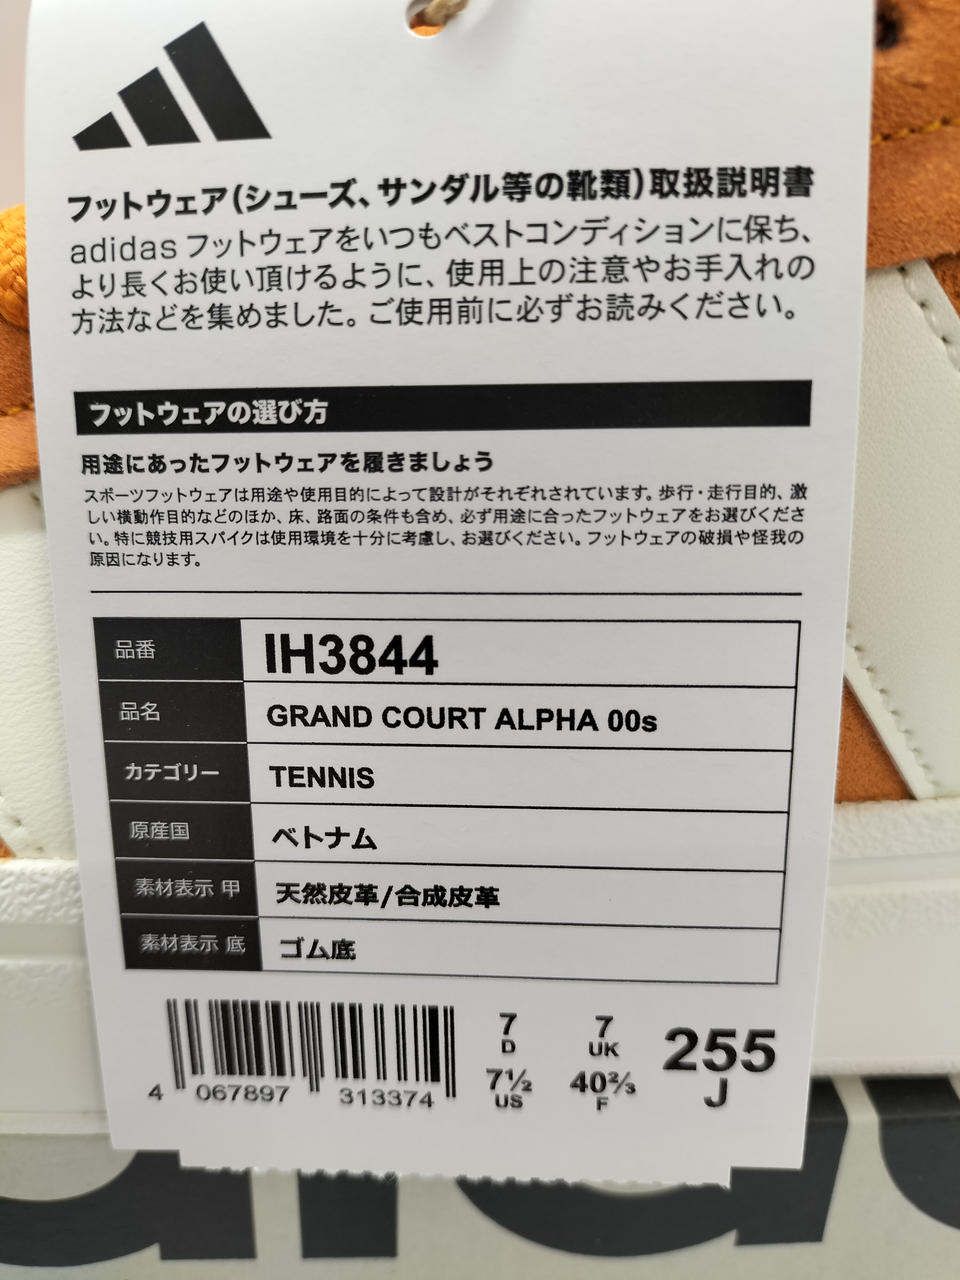 フットウェア(シューズ、サンダル等の靴類)取扱説明書
adidas フットウェアをいつもベストコンディションに保ち、
より長くお使い頂けるように、使用上の注意やお手入れの
方法などを集めました。ご使用前に必ずお読みください。
フットウェアの選び方
用途にあったフットウェアを履きましょう
スポーツフットウェアは用途や使用目的によって設計がそれぞれされています。歩行・走行目的、激
しい横動作目的などのほか、床、路面の条件も含め、必ず用途に合ったフットウェアをお選びくださ
い。特に競技用スパイクは使用環境を十分に考慮し、お選びください。フットウェアの破損や怪我の
原因になります。
品番 IH3844
品名 GRAND COURT ALPHA 00s
カテゴリー TENNIS
原産国 ベトナム
素材表示 甲 天然皮革/合成皮革
素材表示 底 ゴム底
4 067897 313374
7 7 255
D UK J
7½ 40⅔
US F